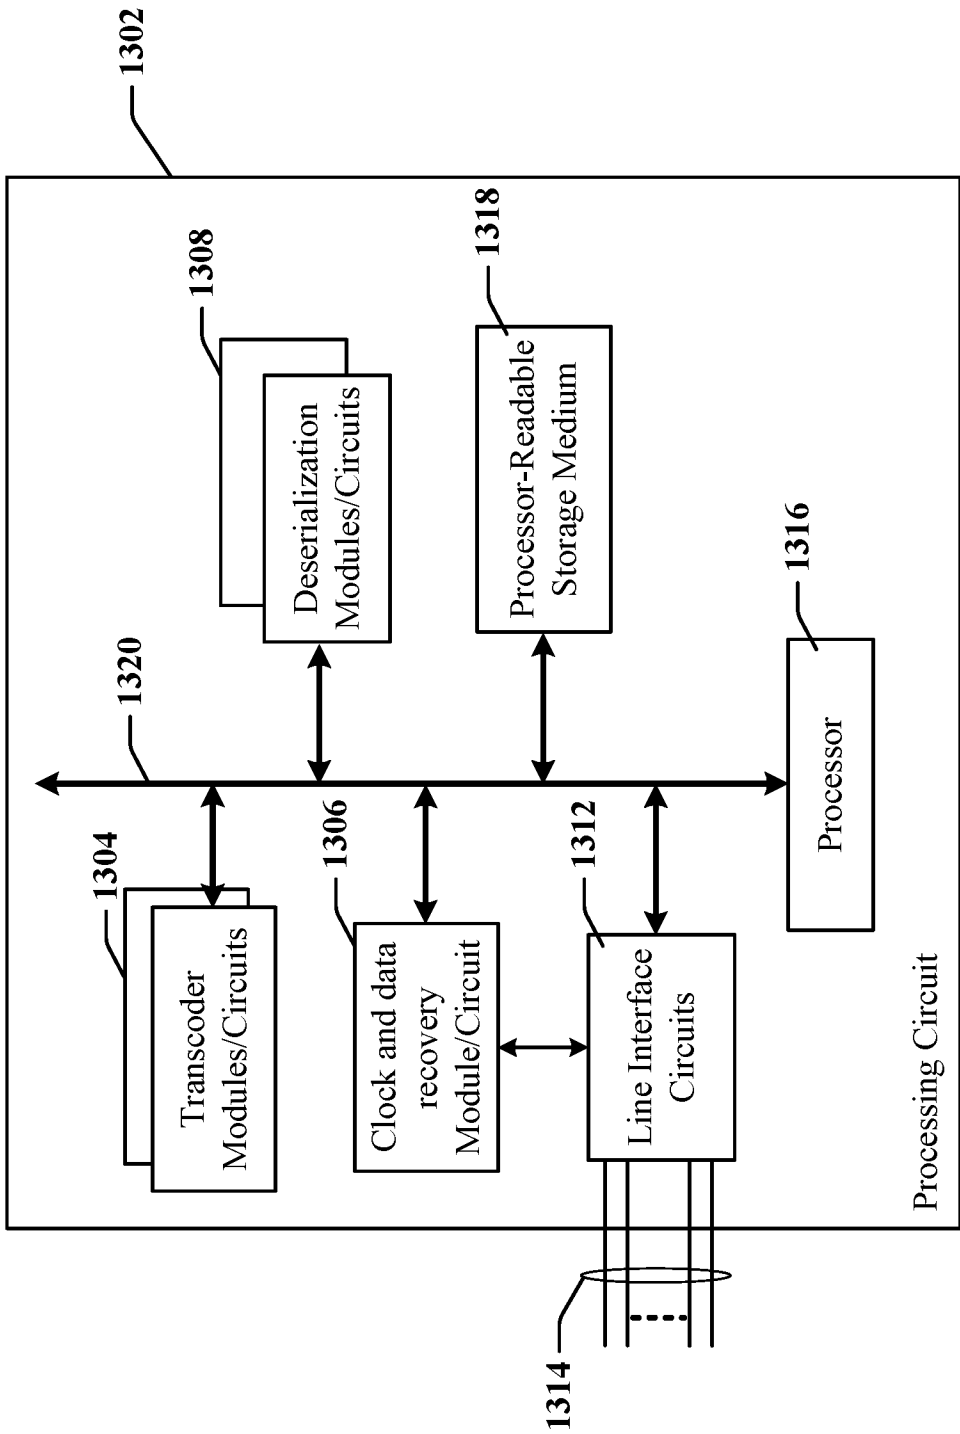 1302
1304
Transcoder
Modules/Circuits
1320
1308
Deserialization
Modules/Circuits
1306
Clock and data
recovery
Module/Circuit
1318
Processor-Readable
Storage Medium
1312
Line Interface
Circuits
1314
1316
Processor
Processing Circuit